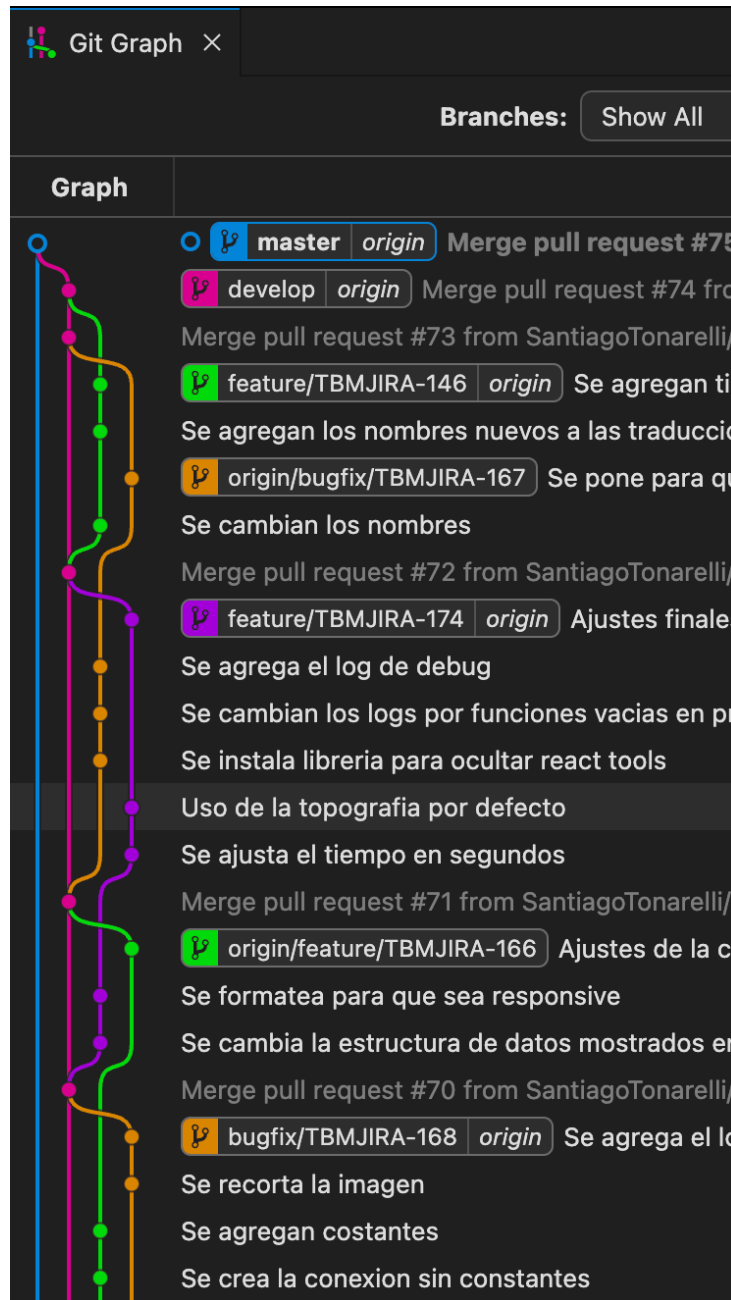 Git Graph
Branches: Show All
Graph
master origin Merge pull request #75
develop origin Merge pull request #74
Merge pull request #73 from SantiagoTonarelli/
feature/TBMJIRA-146 origin Se agregan
Se agregan los nombres nuevos a las
origin/bugfix/TBMJIRA-167 Se pone para
Se cambian los nombres
Merge pull request #72 from SantiagoTonarelli/
feature/TBMJIRA-174 origin Ajustes
Se agrega el log de debug
Se cambian los logs por funciones vacias en
Se instala libreria para ocultar react tools
Uso de la topografia por defecto
Se ajusta el tiempo en segundos
Merge pull request #71 from SantiagoTonarelli/
origin/feature/TBMJIRA-166 Ajustes de la
Se formatea para que sea responsive
Se cambia la estructura de datos mostrados
Merge pull request #70 from SantiagoTonarelli/
bugfix/TBMJIRA-168 origin Se agrega el
Se recorta la imagen
Se agregan costantes
Se crea la conexion sin constantes